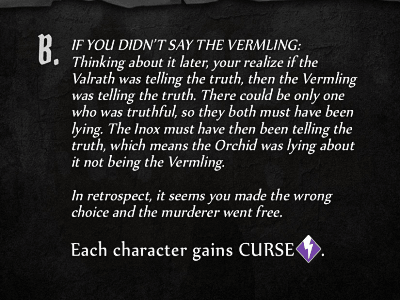 B. IF YOU DIDN'T SAY THE VERMLING:
Thinking about it later, your realize if the
Valrath was telling the truth, then the Vermling
was telling the truth. There could be only one
who was truthful, so they both must have been
lying. The Inox must have then been telling the
truth, which means the Orchid was lying about
it not being the Vermling.
In retrospect, it seems you made the wrong
choice and the murderer went free.
Each character gains CURSE.